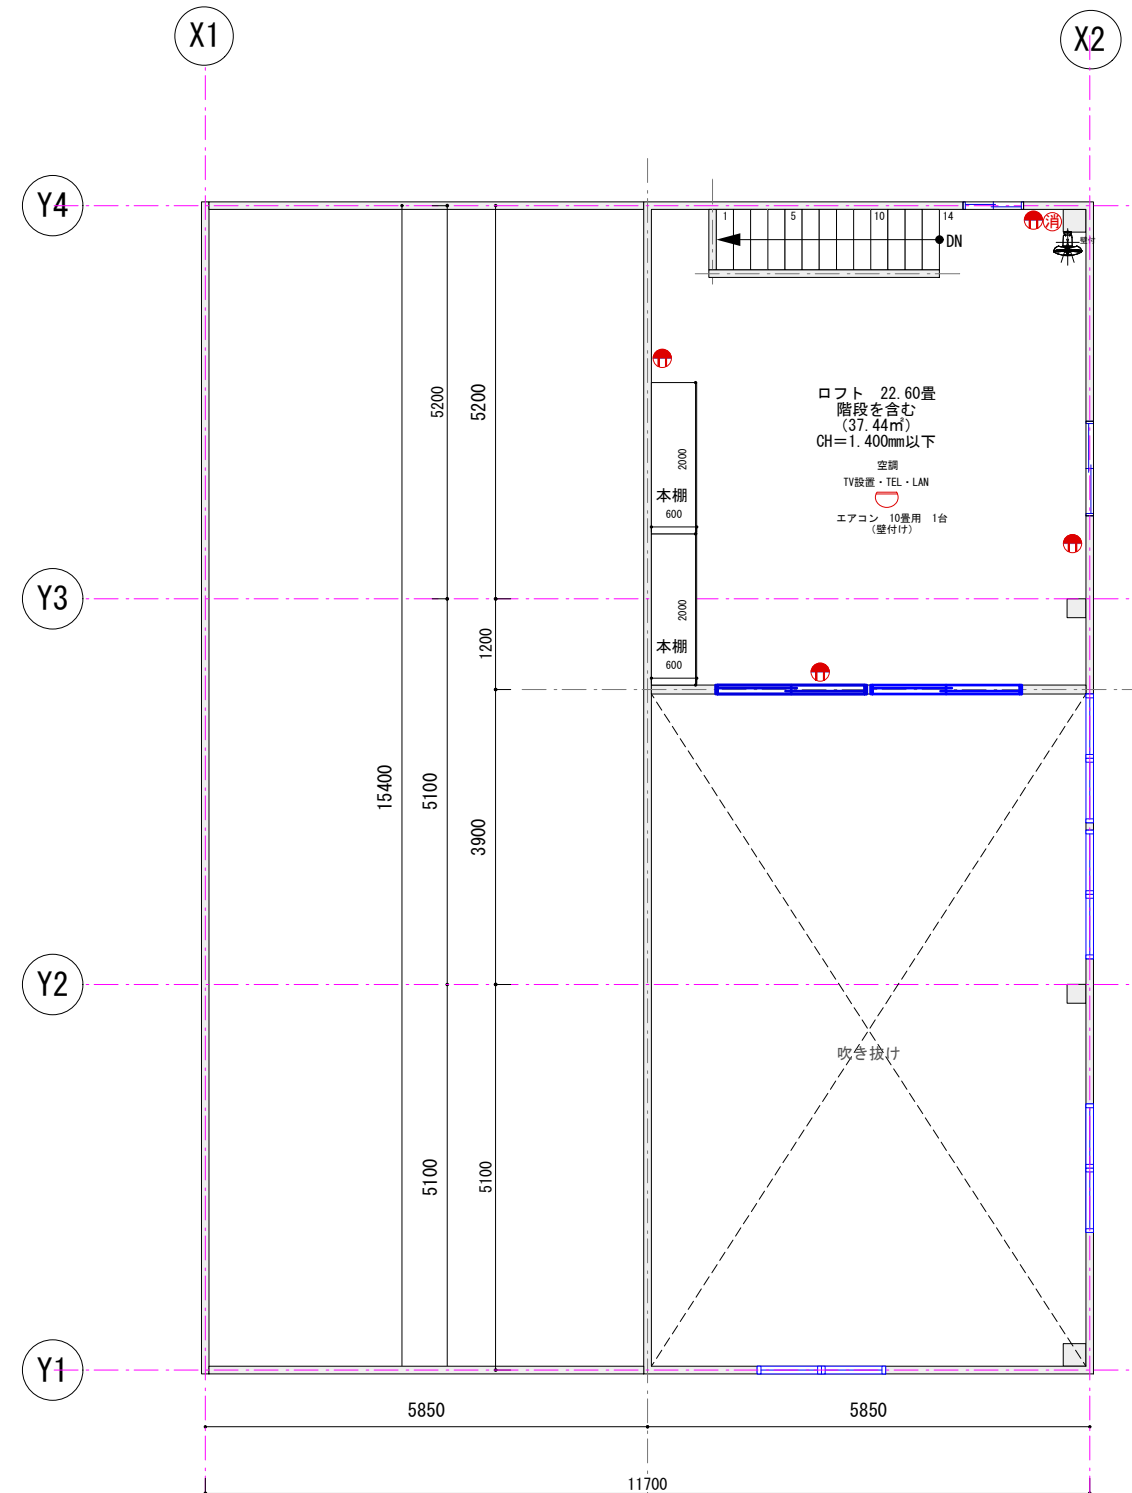 X1
X2
Y4
1
5
10
14
DN
消
壁付
5200
5200
ロフト 22.60畳
階段を含む
(37.44㎡)
CH=1.400mm以下
空調
TV設置・TEL・LAN
エアコン 10畳用 1台
(壁付け)
2000
本棚
600
Y3
1200
2000
本棚
600
15400
5100
3900
Y2
吹き抜け
5100
5100
Y1
5850
5850
11700